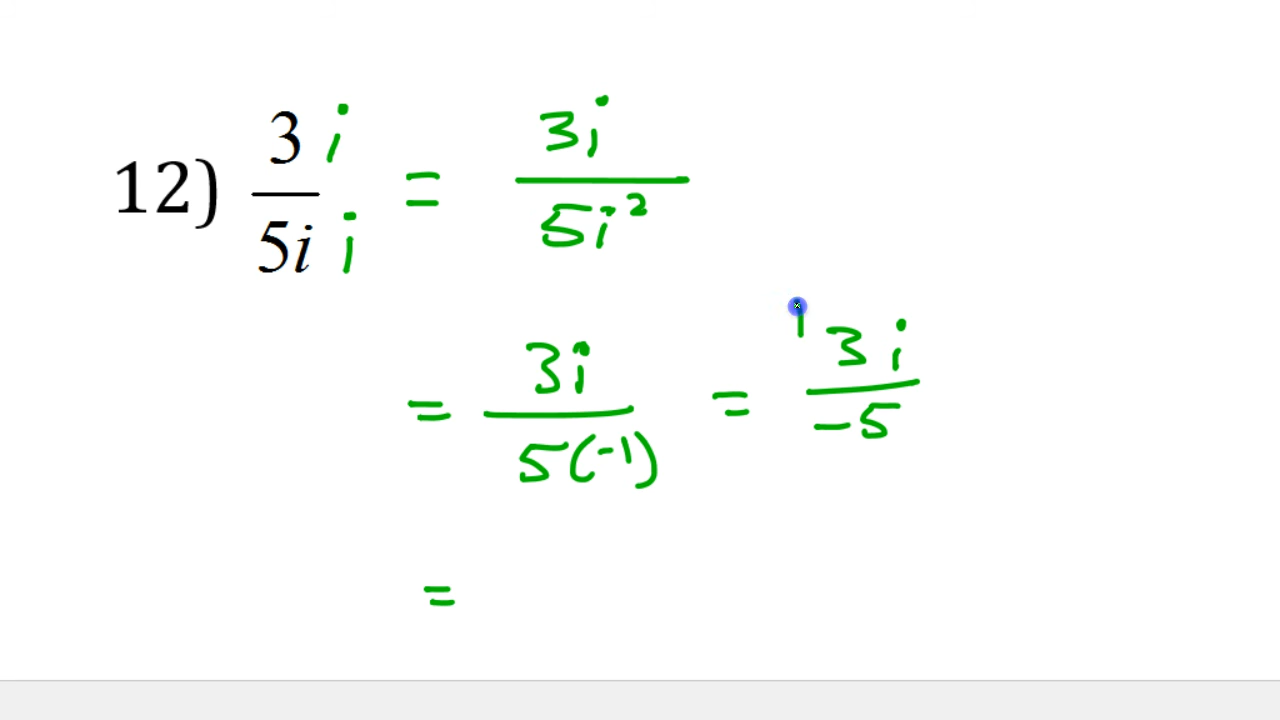 12) 3/5i i/i = 3i/5i²
= 3i/5(-1) = 3i/-5
=